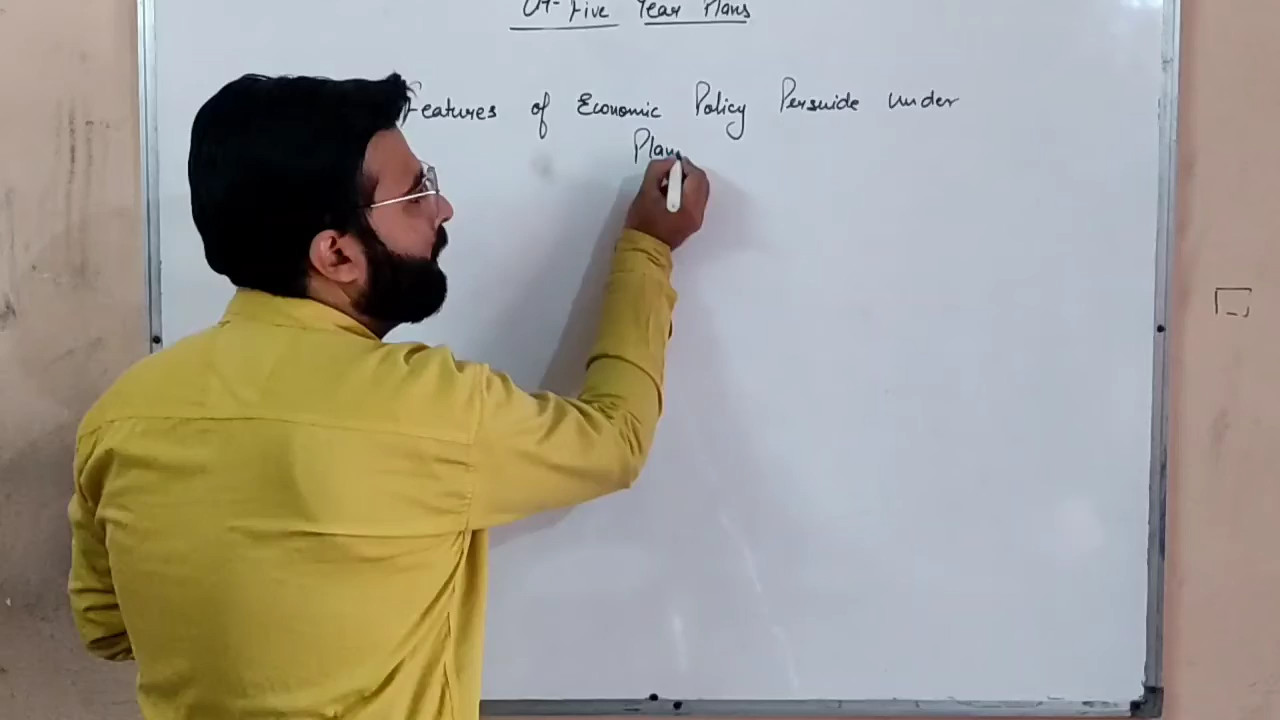 Five Year Plans
Features of Economic Policy Persuide under
Plan